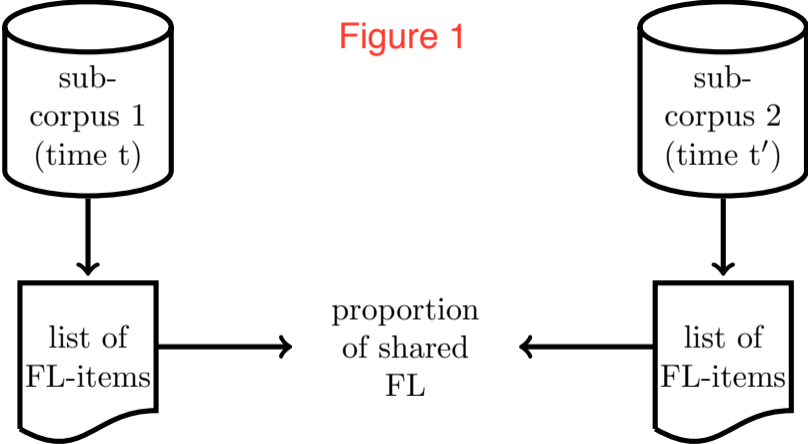 Figure 1
sub-
corpus 1
(time t)
sub-
corpus 2
(time t′)
list of
FL-items
proportion
of shared
FL
list of
FL-items